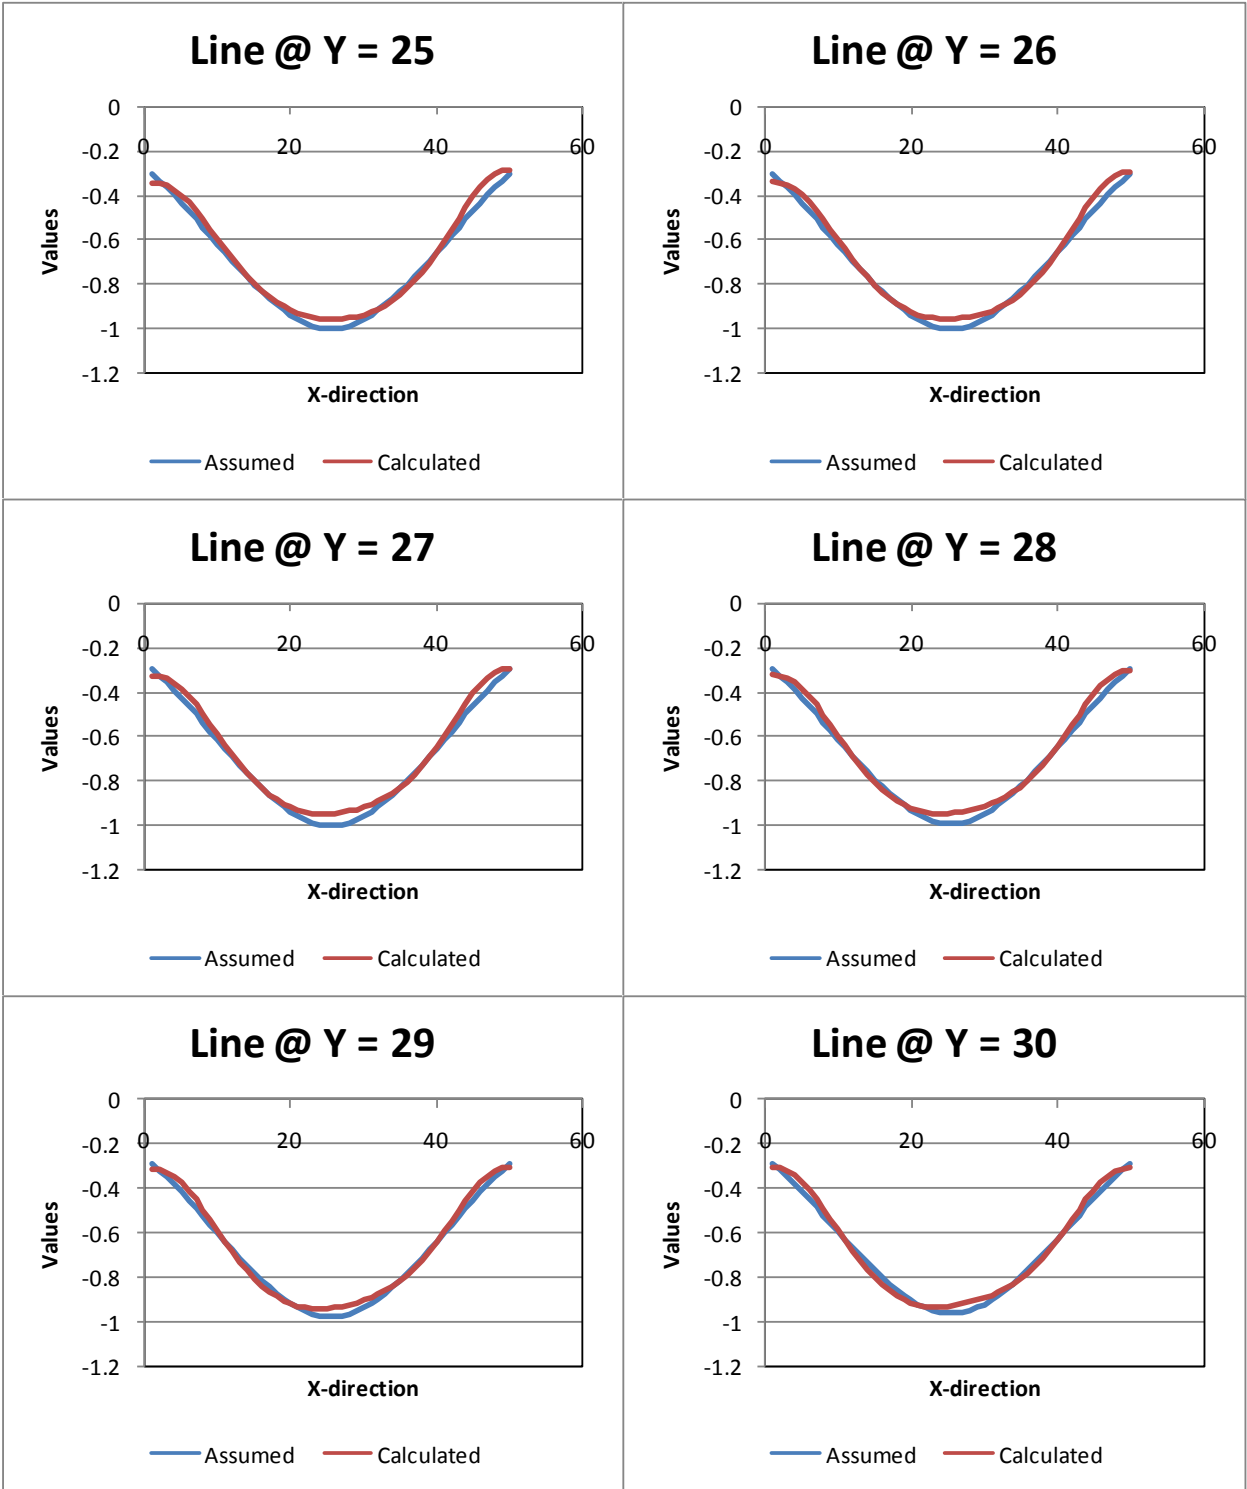 Line @ Y = 25
0
-0.2
-0.4
-0.6
-0.8
-1
-1.2
0 20 40 60
Values
X-direction
Assumed Calculated
Line @ Y = 26
0
-0.2
-0.4
-0.6
-0.8
-1
-1.2
0 20 40 60
Values
X-direction
Assumed Calculated
Line @ Y = 27
0
-0.2
-0.4
-0.6
-0.8
-1
-1.2
0 20 40 60
Values
X-direction
Assumed Calculated
Line @ Y = 28
0
-0.2
-0.4
-0.6
-0.8
-1
-1.2
0 20 40 60
Values
X-direction
Assumed Calculated
Line @ Y = 29
0
-0.2
-0.4
-0.6
-0.8
-1
-1.2
0 20 40 60
Values
X-direction
Assumed Calculated
Line @ Y = 30
0
-0.2
-0.4
-0.6
-0.8
-1
-1.2
0 20 40 60
Values
X-direction
Assumed Calculated